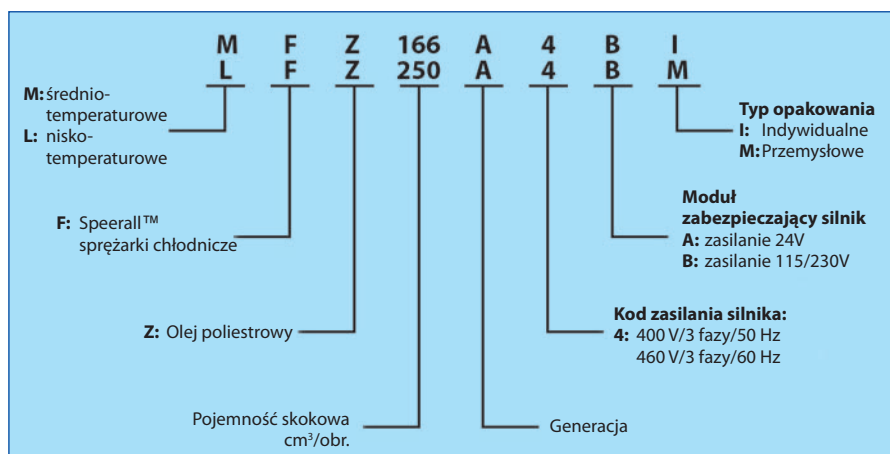 M F Z 166 A 4 B I
L F Z 250 A 4 B M
M: średnio-
temperaturowe
L: nisko-
temperaturowe
F: Speerall™
sprężarki chłodnicze
Z: Olej poliestrowy
Pojemność skokowa
cm³/obr.
Generacja
Kod zasilania silnika:
4: 400 V/3 fazy/50 Hz
460 V/3 fazy/60 Hz
Moduł
zabezpieczający silnik
A: zasilanie 24V
B: zasilanie 115/230V
Typ opakowania
I: Indywidualne
M: Przemysłowe